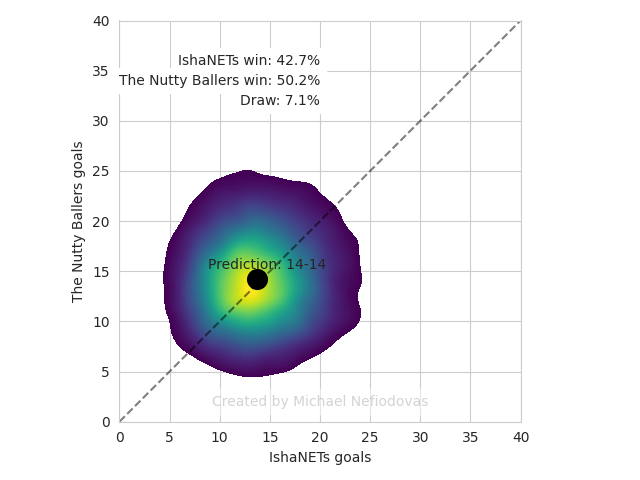 40
35
30
25
20
15
10
5
0
The Nutty Ballers goals
IshaNETs win: 42.7%
The Nutty Ballers win: 50.2%
Draw: 7.1%
Prediction: 14-14
Created by Michael Nefiodovas
0 5 10 15 20 25 30 35 40
IshaNETs goals